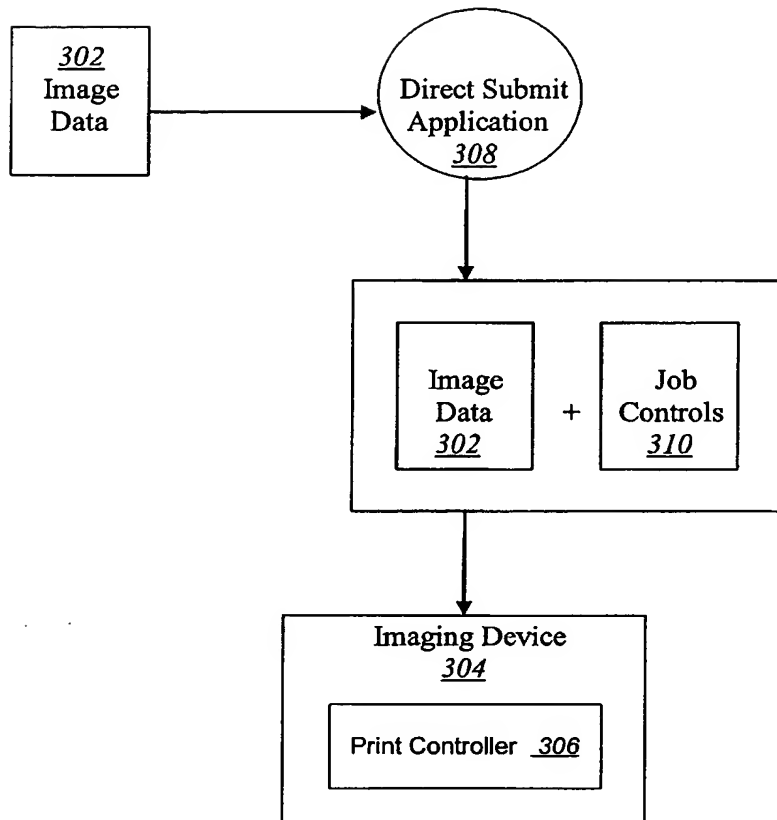 302
Image
Data
Direct Submit
Application
308
Image
Data
302
+
Job
Controls
310
Imaging Device
304
Print Controller 306